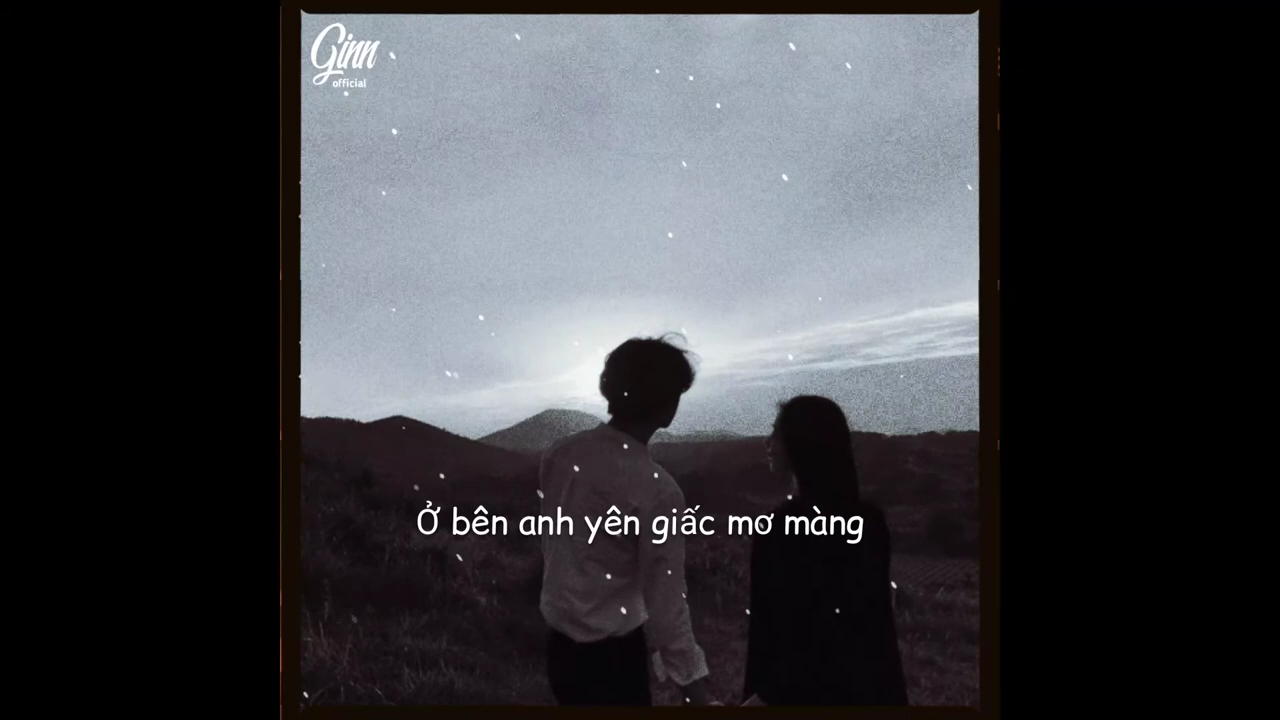 Ginn
official
Ở bên anh yên giấc mơ màng